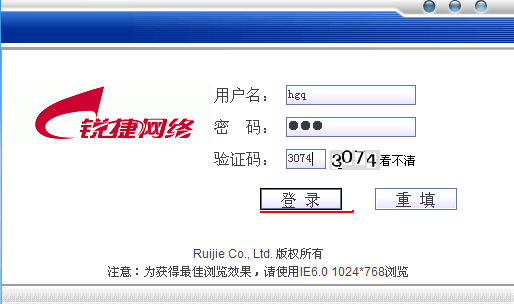 锐捷网络
用户名： hgq
密 码： ●●●
验证码： 3074 3074 看不清
登 录 重 填
Ruijie Co., Ltd. 版权所有
注意：为获得最佳浏览效果，请使用IE6.0 1024*768浏览